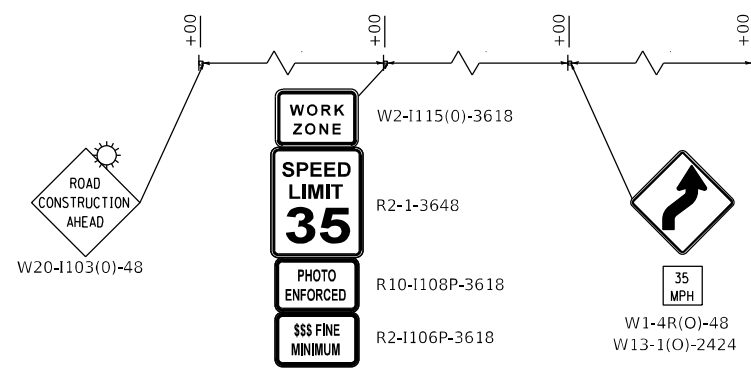 +00
+00
+00
+00
WORK
ZONE
W2-I115(0)-3618
ROAD
CONSTRUCTION
AHEAD
W20-I103(0)-48
SPEED
LIMIT
35
R2-1-3648
PHOTO
ENFORCED
R10-I108P-3618
$$$ FINE
MINIMUM
R2-I106P-3618
35
MPH
W1-4R(O)-48
W13-1(O)-2424